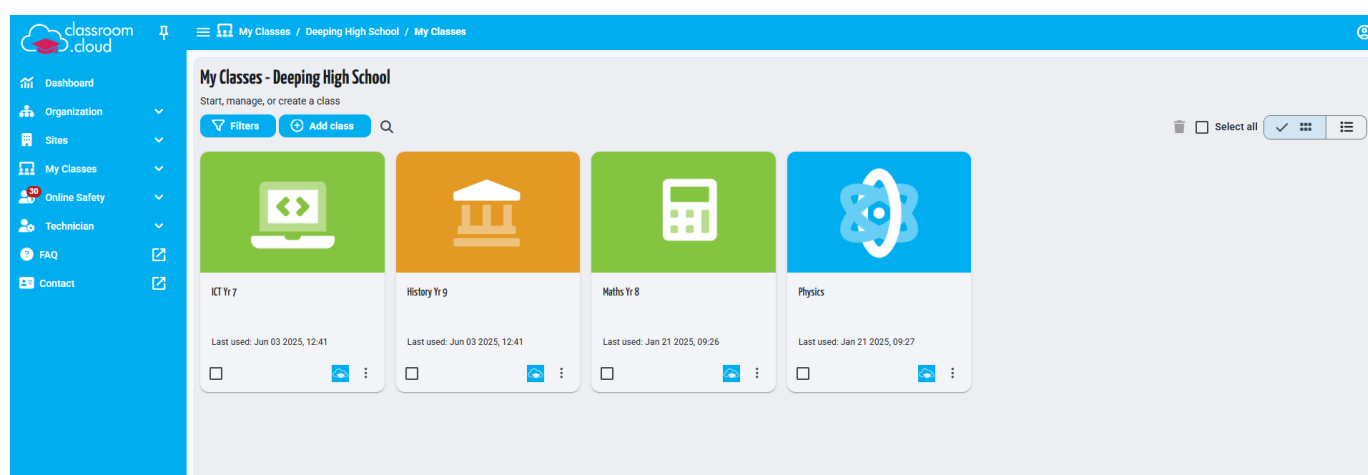 classroom
.cloud
My Classes / Deeping High School / My Classes
Dashboard
Organization
Sites
My Classes
30
Online Safety
Technician
FAQ
Contact
My Classes - Deeping High School
Start, manage, or create a class
Filters
Add class
Select all
ICT Yr 7
Last used: Jun 03 2025, 12:41
History Yr 9
Last used: Jun 03 2025, 12:41
Maths Yr 8
Last used: Jan 21 2025, 09:26
Physics
Last used: Jan 21 2025, 09:27